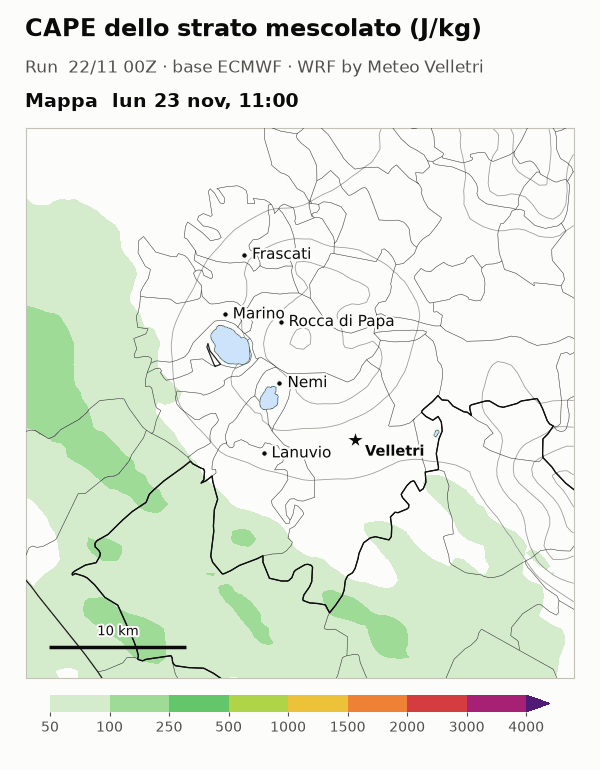 CAPE dello strato mescolato (J/kg)
Run  22/11 00Z · base ECMWF · WRF by Meteo Velletri
Mappa  lun 23 nov, 11:00
Frascati
Marino
Rocca di Papa
Nemi
Velletri
Lanuvio
10 km
50 100 250 500 1000 1500 2000 3000 4000